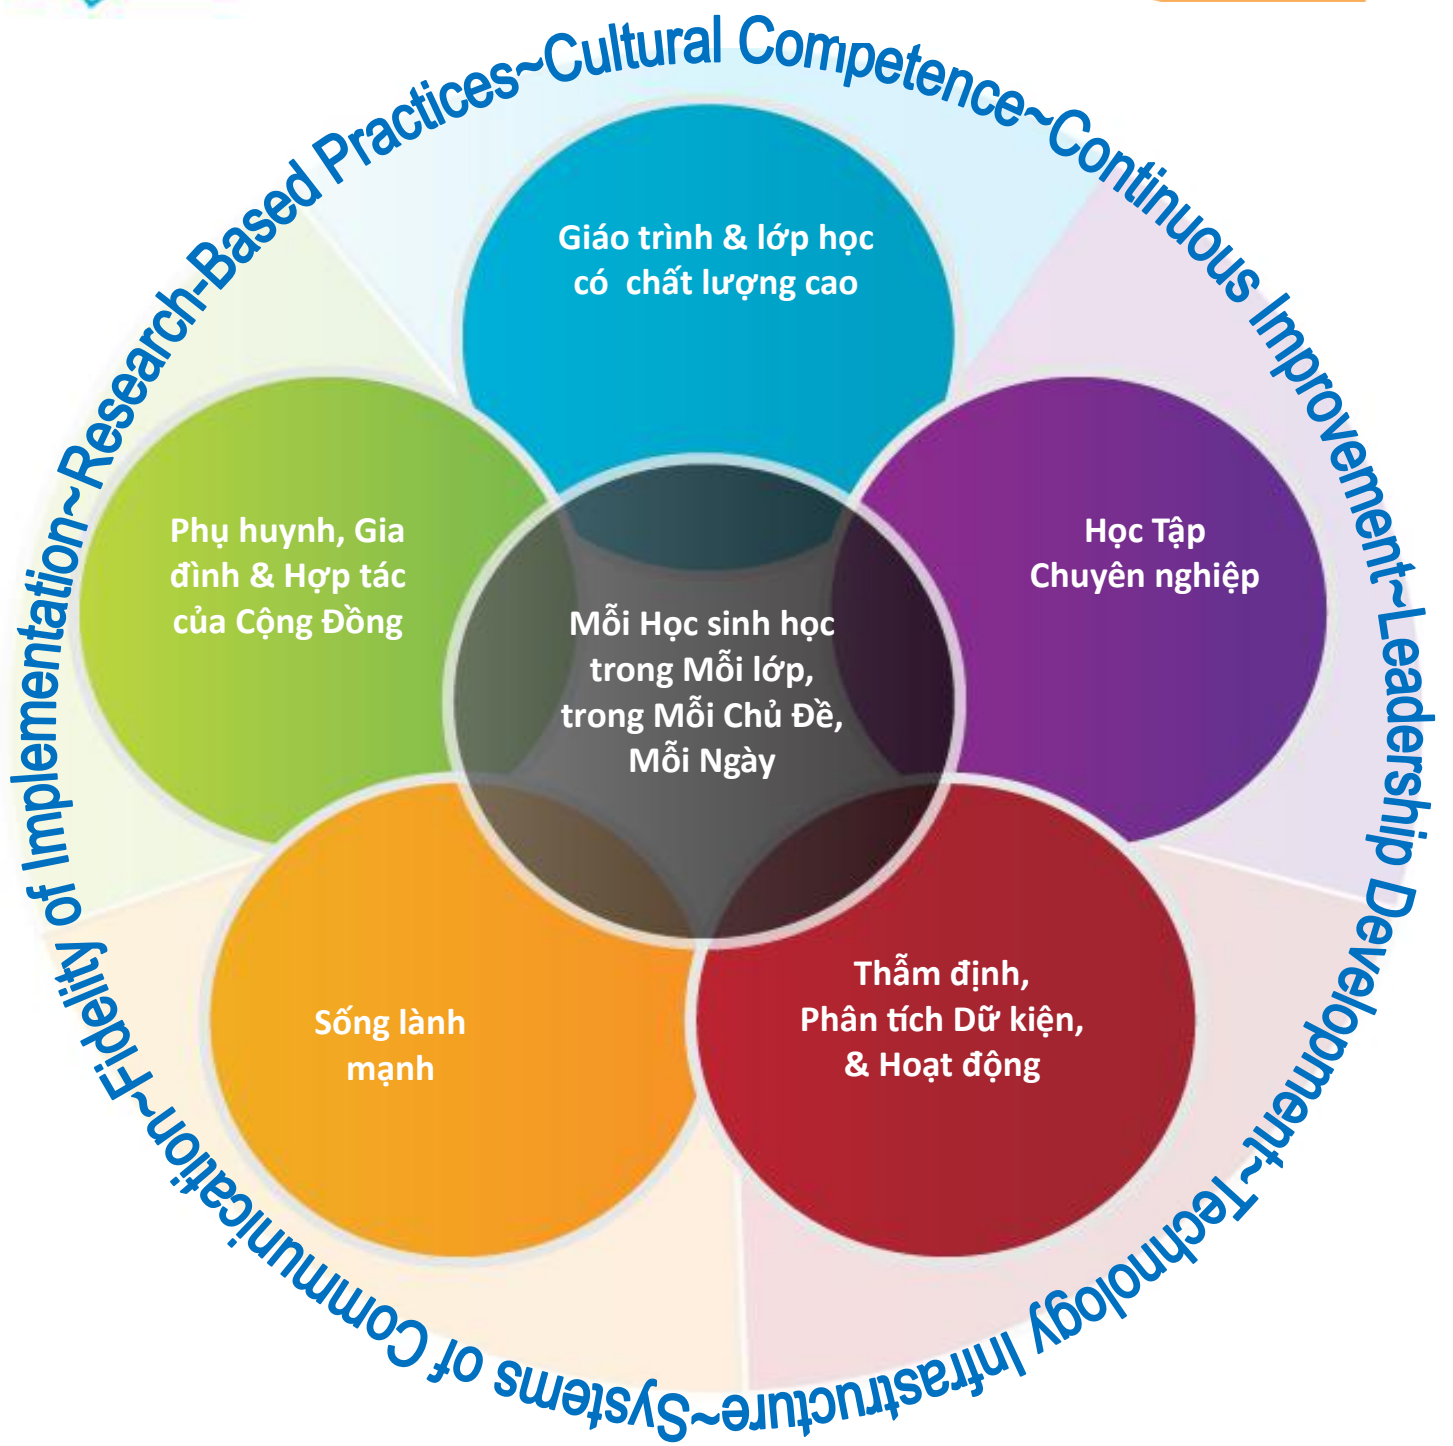 Research-Based Practices~Cultural Competence~Continuous Improvement~Leadership Development~Technology Infrastructure~Systems of Communication~Fidelity of Implementation~
Giáo trình & lớp học
có chất lượng cao
Phụ huynh, Gia
đình & Hợp tác
của Cộng Đồng
Học Tập
Chuyên nghiệp
Mỗi Học sinh học
trong Mỗi lớp,
trong Mỗi Chủ Đề,
Mỗi Ngày
Sống lành
mạnh
Thẫm định,
Phân tích Dữ kiện,
& Hoạt động